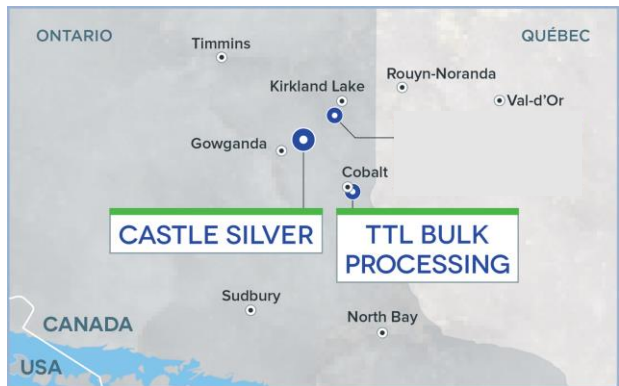 ONTARIO
QUÉBEC
Timmins
Rouyn-Noranda
Kirkland Lake
Val-d'Or
Gowganda
Cobalt
CASTLE SILVER
TTL BULK
PROCESSING
Sudbury
North Bay
CANADA
USA